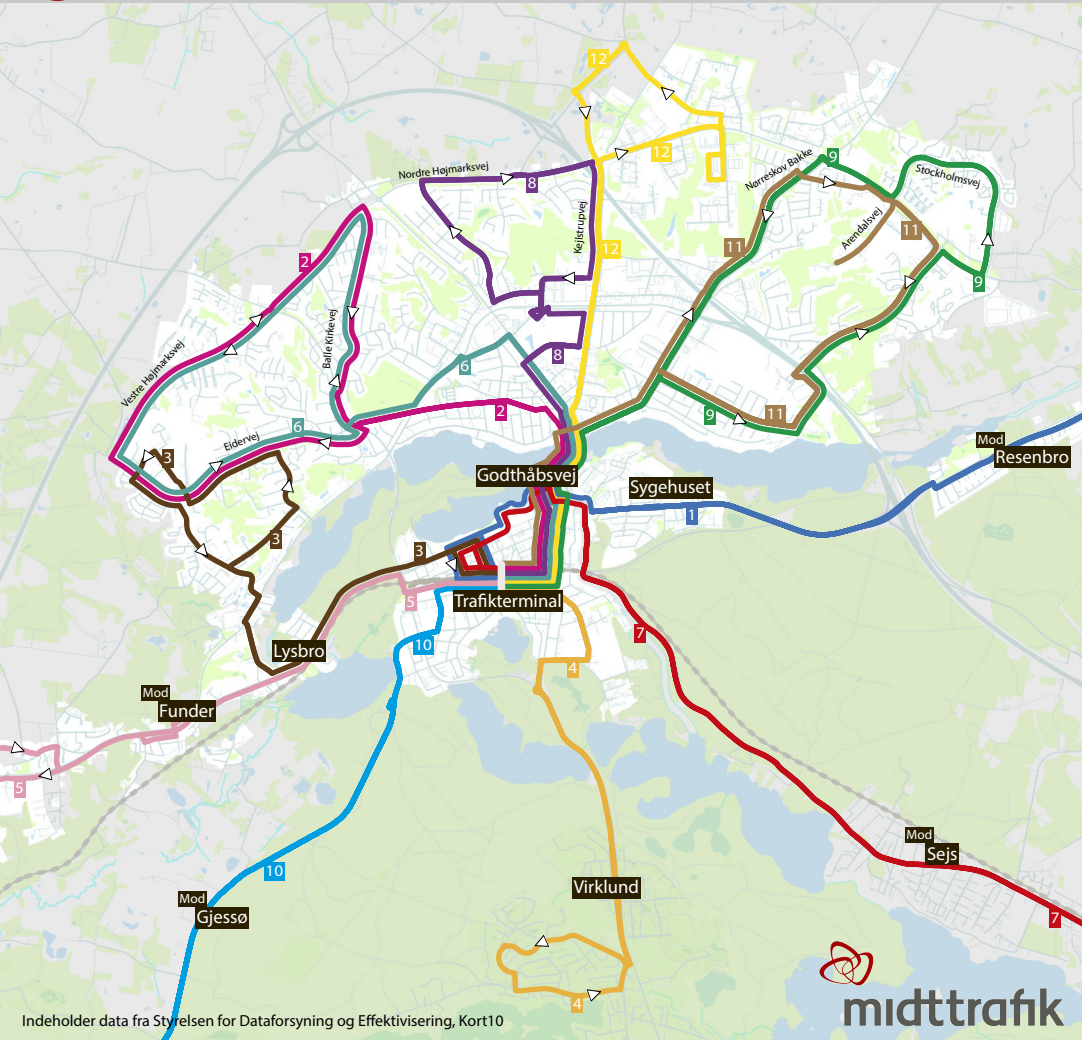 12
12
Nordre Højmarksvej
8
Nørreskov Bakke
9
Stockholmsvej
Kejlstrupvej
12
11
Arendalsvej
11
2
9
Balle Kirkevej
Vestre Højmarksvej
8
6
2
9
11
6
Eidervej
3
Godthåbsvej
Sygehuset
1
Mod
Resenbro
3
3
5
Trafikterminal
10
7
4
Lysbro
Mod
Funder
5
Mod
Sejs
7
10
Virklund
Mod
Gjessø
4
midttrafik
Indeholder data fra Styrelsen for Dataforsyning og Effektivisering, Kort10